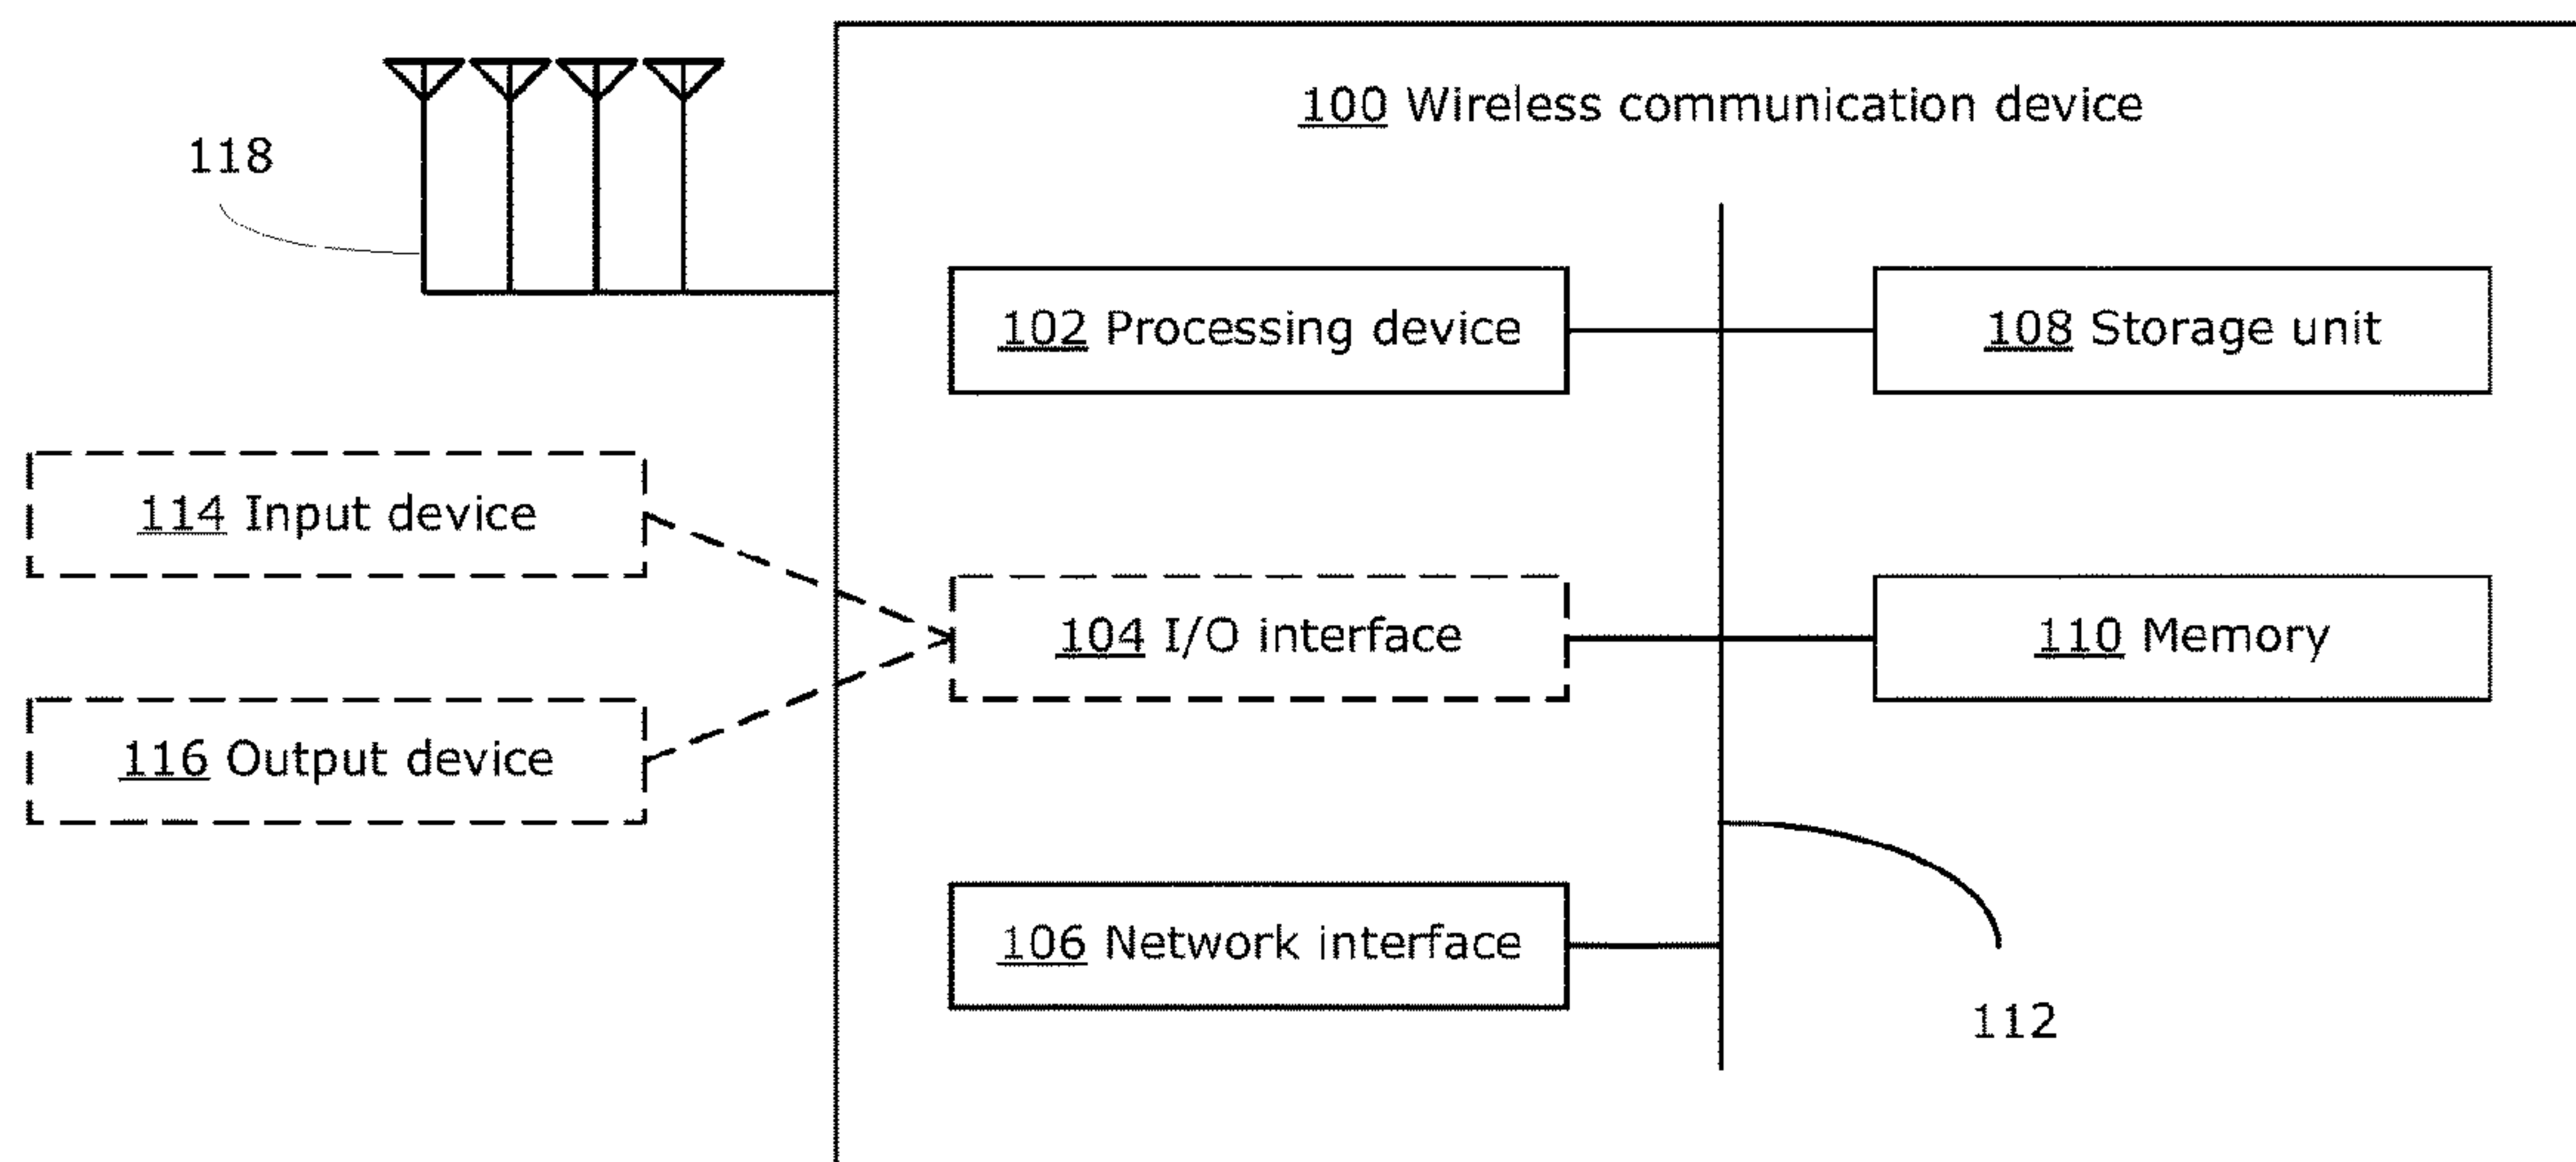 100 Wireless communication device
118
102 Processing device
108 Storage unit
114 Input device
104 I/O interface
110 Memory
116 Output device
106 Network interface
112